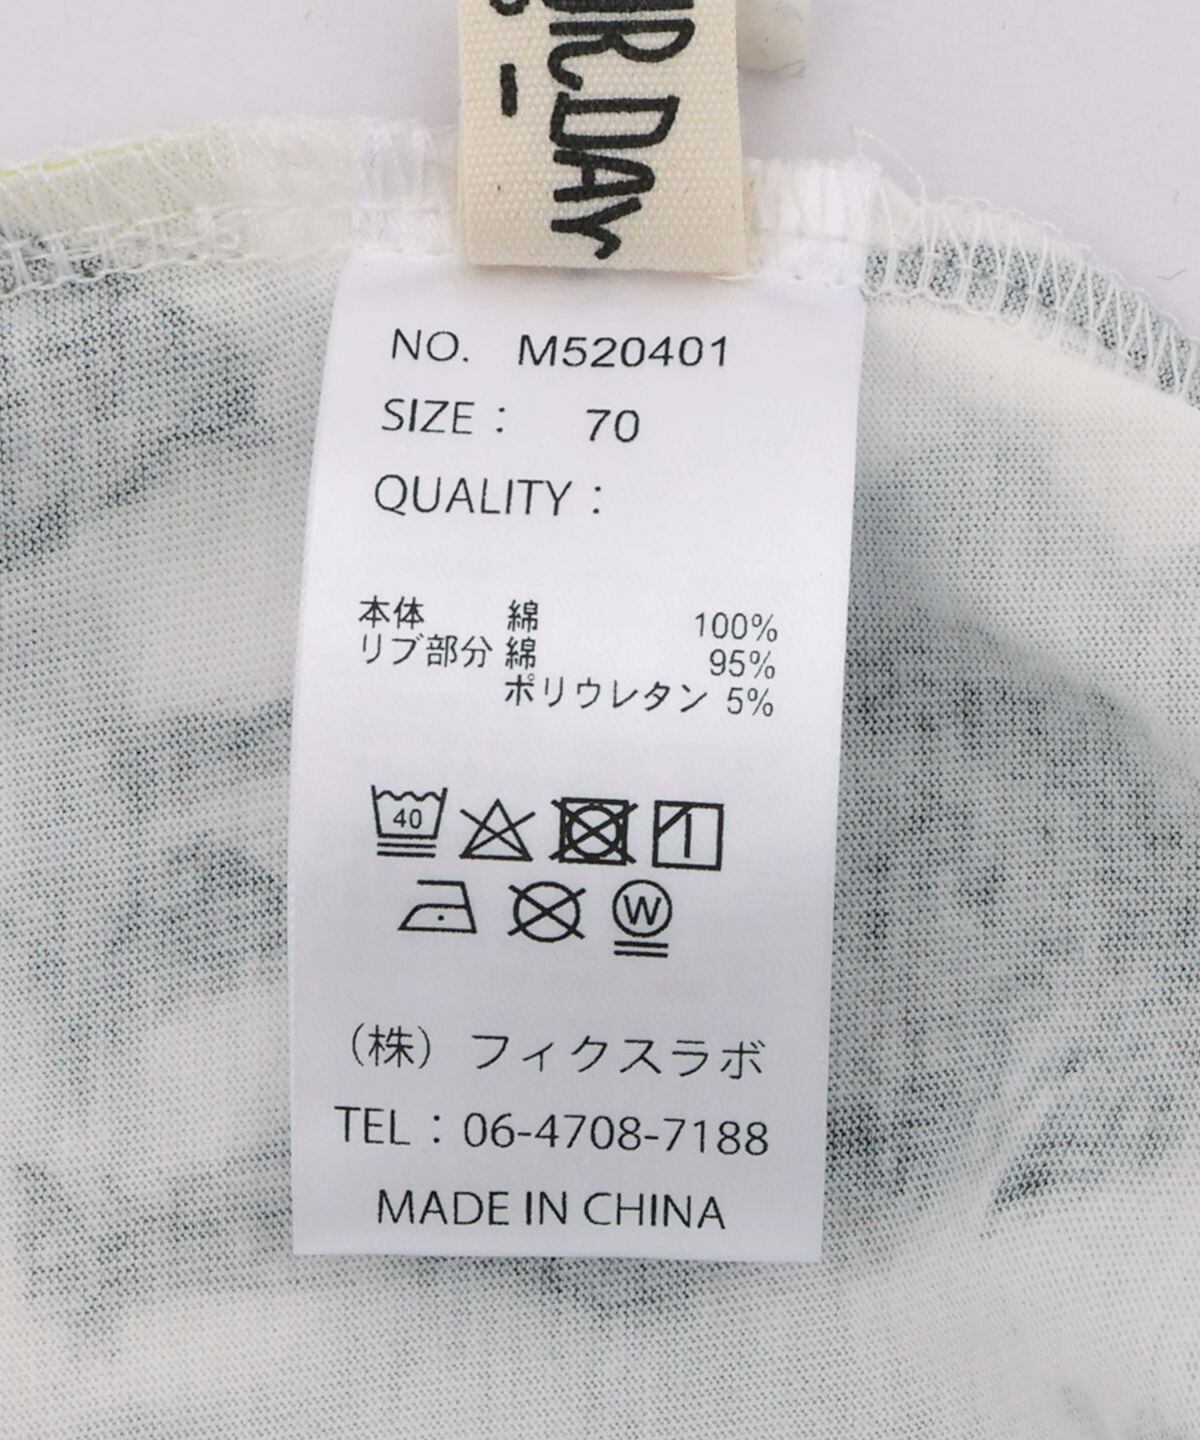 DAY
NO. M520401
SIZE： 70
QUALITY：
本体 綿 100%
リブ部分 綿 95%
ポリウレタン 5%
40
W
（株）フィクスラボ
TEL：06-4708-7188
MADE IN CHINA